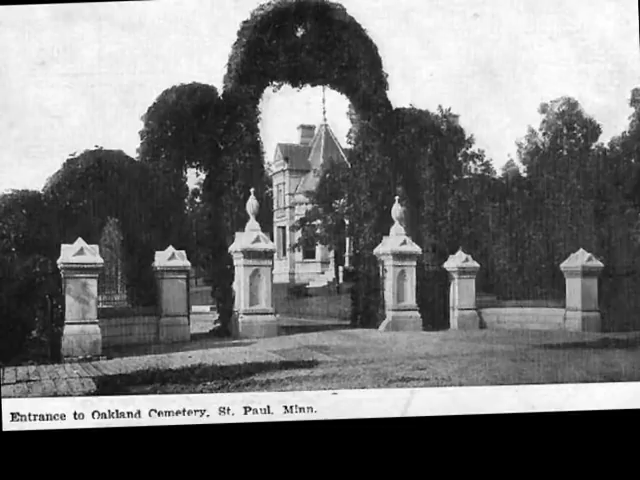 Entrance to Oakland Cemetery, St. Paul, Minn.